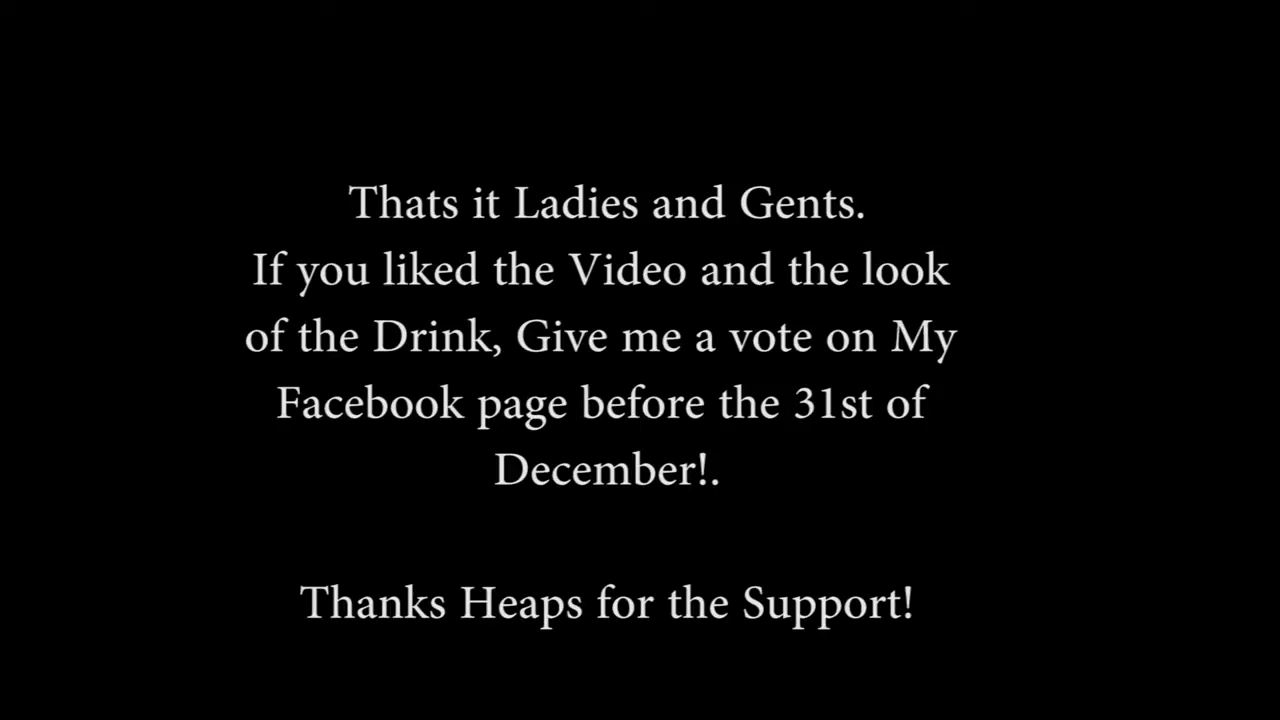 Thats it Ladies and Gents.
If you liked the Video and the look
of the Drink, Give me a vote on My
Facebook page before the 31st of
December!.
Thanks Heaps for the Support!